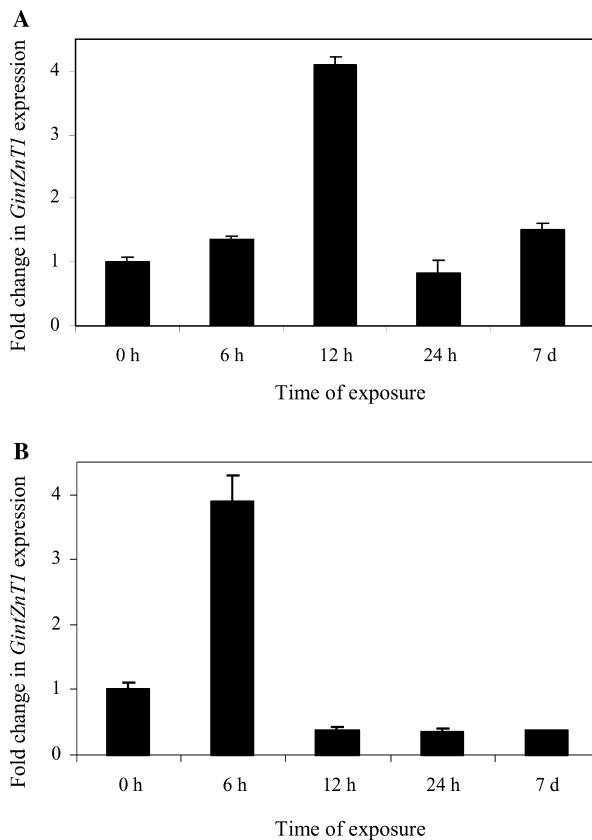 A
Fold change in GintZnT1 expression
4
3
2
1
0
0 h 6 h 12 h 24 h 7 d
Time of exposure
B
Fold change in GintZnT1 expression
4
3
2
1
0
0 h 6 h 12 h 24 h 7 d
Time of exposure